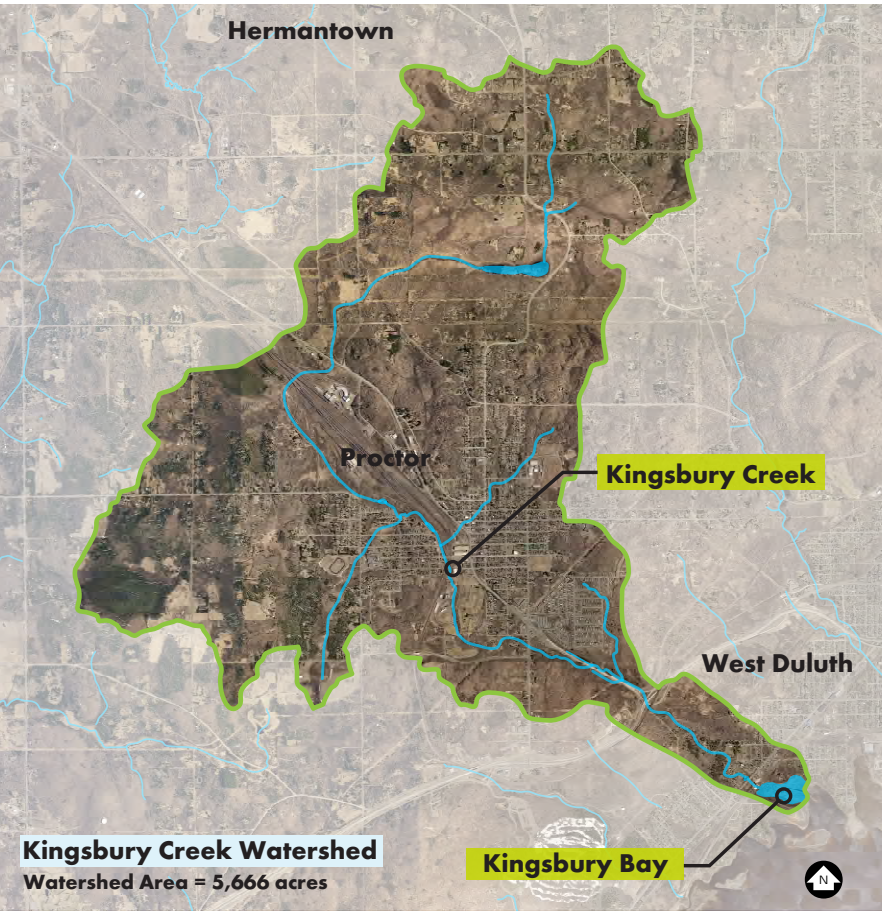 Hermantown
Proctor
Kingsbury Creek
West Duluth
Kingsbury Creek Watershed
Watershed Area = 5,666 acres
Kingsbury Bay
N